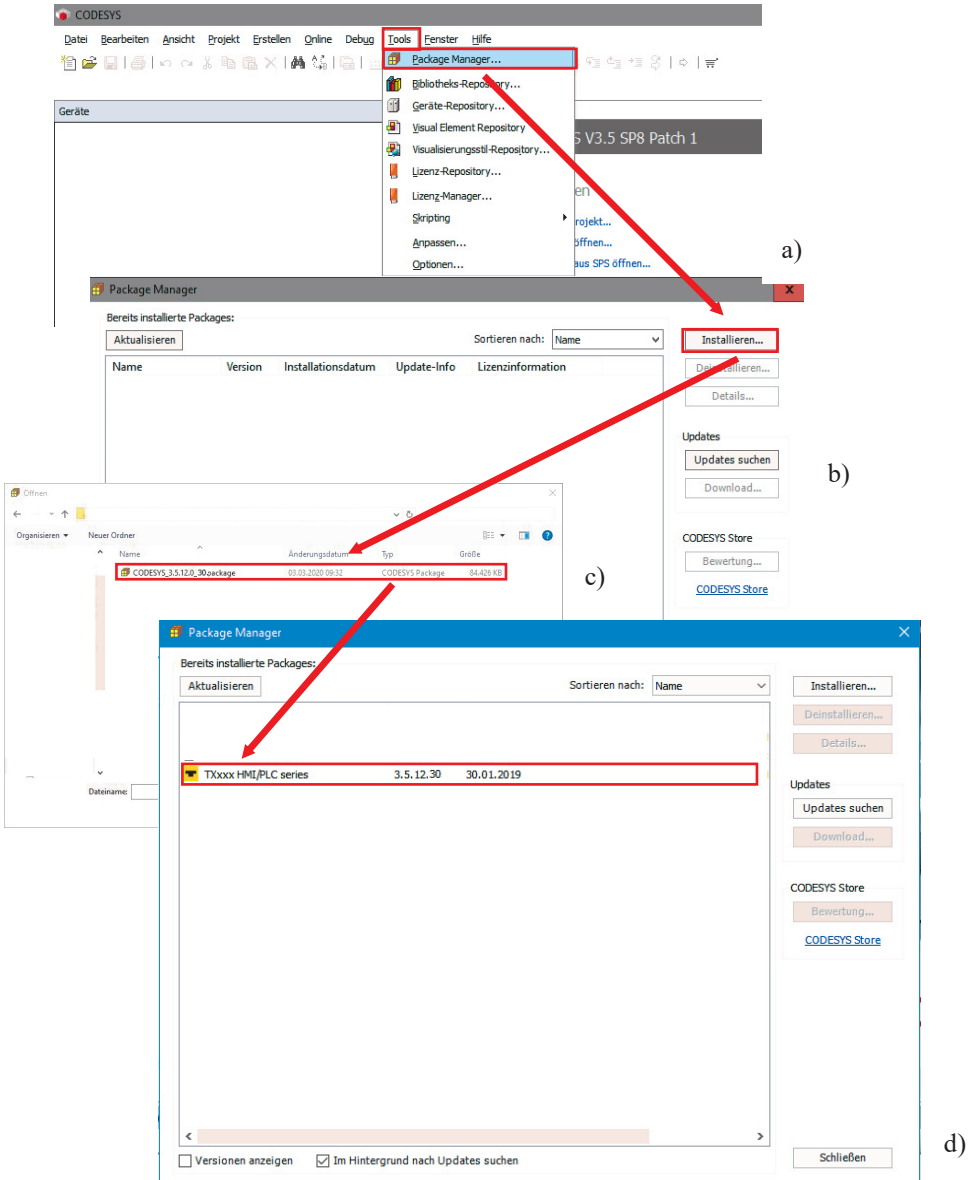 CODESYS
Datei Bearbeiten Ansicht Projekt Erstellen Online Debug Tools Fenster Hilfe
Package Manager...
Bibliotheks-Repository...
Geräte
Geräte-Repository...
Visual Element Repository
S V3.5 SP8 Patch 1
Visualisierungsstil-Repository...
Lizenz-Repository...
en
Lizenz-Manager...
Skripting
rojekt...
Anpassen...
öffnen...
Optionen...
aus SPS öffnen...
a)
Package Manager
x
Bereits installierte Packages:
Aktualisieren
Sortieren nach: Name
Installieren...
Name Version Installationsdatum Update-Info Lizenzinformation
Deinstallieren...
Details...
Updates
Updates suchen
Download...
b)
CODESYS Store
Bewertung...
CODESYS Store
Öffnen
Organisieren Neuer Ordner
Name Änderungsdatum Typ Größe
CODESYS_3.5.12.0_30.package 03.03.2020 09:32 CODESYS Package 84.426 KB
c)
Dateiname:
Package Manager
Bereits installierte Packages:
Aktualisieren
Sortieren nach: Name
Installieren...
Deinstallieren...
Details...
TXxxx HMI/PLC series 3.5.12.30 30.01.2019
Updates
Updates suchen
Download...
CODESYS Store
Bewertung...
CODESYS Store
Versionen anzeigen Im Hintergrund nach Updates suchen
Schließen
d)